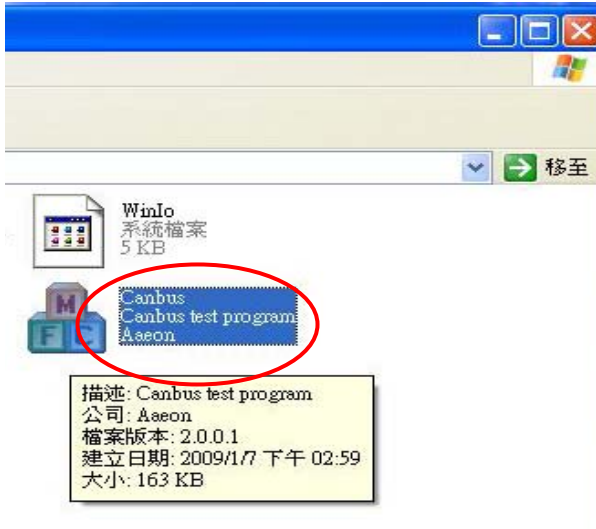 移至
WinIo
系統檔案
5 KB
M
F C
Canbus
Canbus test program
Aaeon
描述: Canbus test program
公司: Aaeon
檔案版本: 2.0.0.1
建立日期: 2009/1/7 下午 02:59
大小: 163 KB